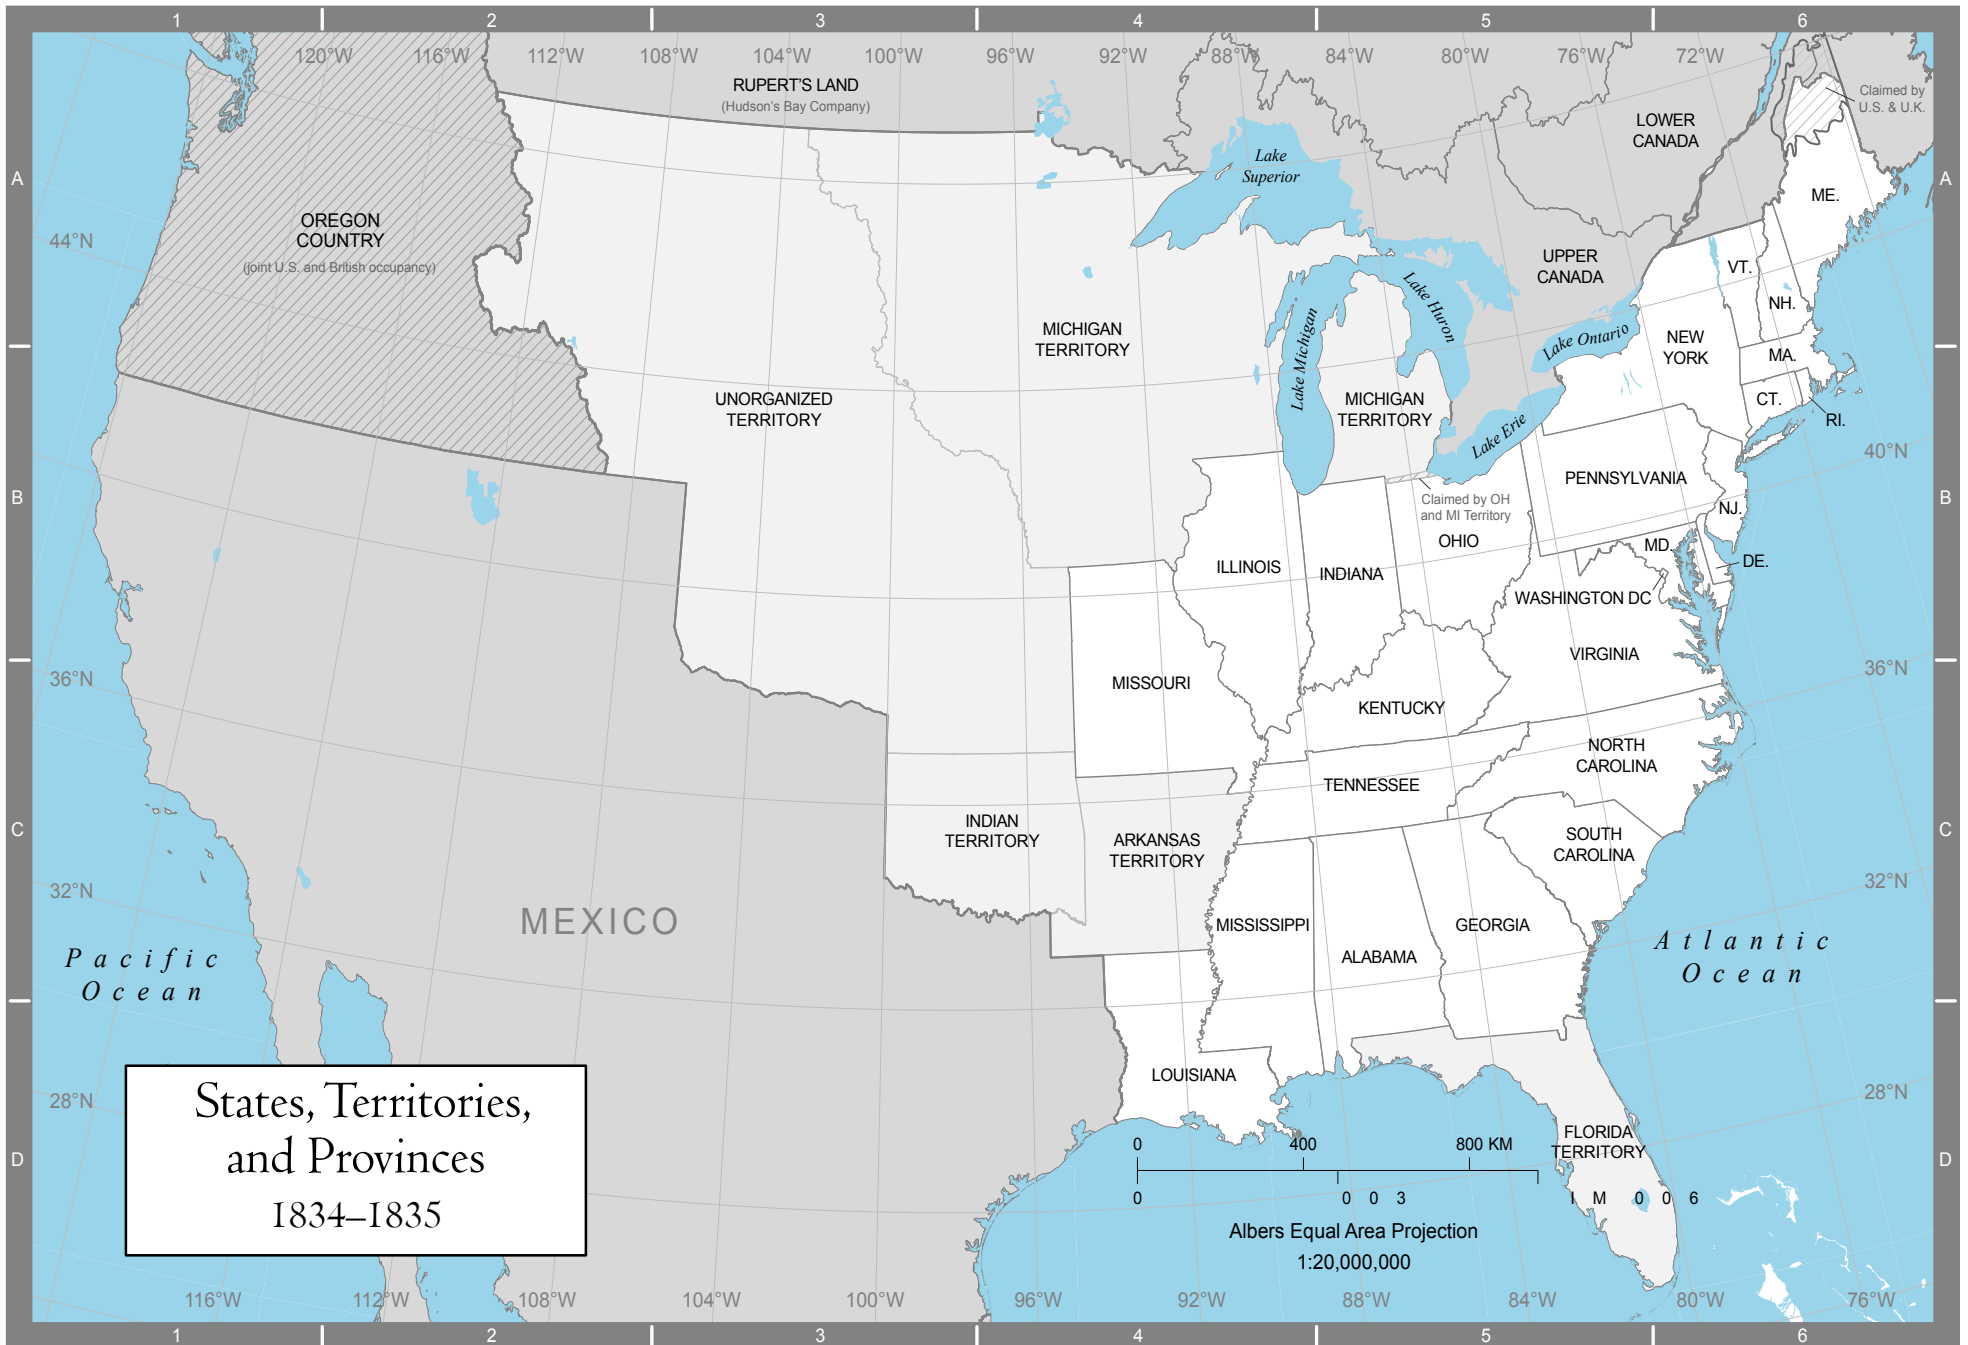 1 2 3 4 5 6
120°W 116°W 112°W 108°W 104°W 100°W 96°W 92°W 88°W 84°W 80°W 76°W 72°W
RUPERT'S LAND
(Hudson's Bay Company)
Claimed by
U.S. & U.K.
LOWER
CANADA
Lake
Superior
A
A
ME.
OREGON
COUNTRY
(joint U.S. and British occupancy)
44°N
UPPER
CANADA
VT.
NH.
Lake Huron
Lake Michigan
Lake Ontario
MICHIGAN
TERRITORY
NEW
YORK
MA.
CT.
RI.
UNORGANIZED
TERRITORY
MICHIGAN
TERRITORY
Lake Erie
40°N
PENNSYLVANIA
B
B
Claimed by OH
and MI Territory
NJ.
OHIO
MD.
DE.
ILLINOIS
INDIANA
WASHINGTON DC
VIRGINIA
36°N
36°N
MISSOURI
KENTUCKY
NORTH
CAROLINA
TENNESSEE
C
C
INDIAN
TERRITORY
ARKANSAS
TERRITORY
SOUTH
CAROLINA
32°N
32°N
MEXICO
MISSISSIPPI
GEORGIA
ALABAMA
Pacific
Ocean
Atlantic
Ocean
LOUISIANA
28°N
28°N
States, Territories,
and Provinces
1834–1835
FLORIDA
TERRITORY
D
D
0 400 800 KM
0 0 0 3 I M 0 0 6
Albers Equal Area Projection
1:20,000,000
116°W 112°W 108°W 104°W 100°W 96°W 92°W 88°W 84°W 80°W 76°W
1 2 3 4 5 6